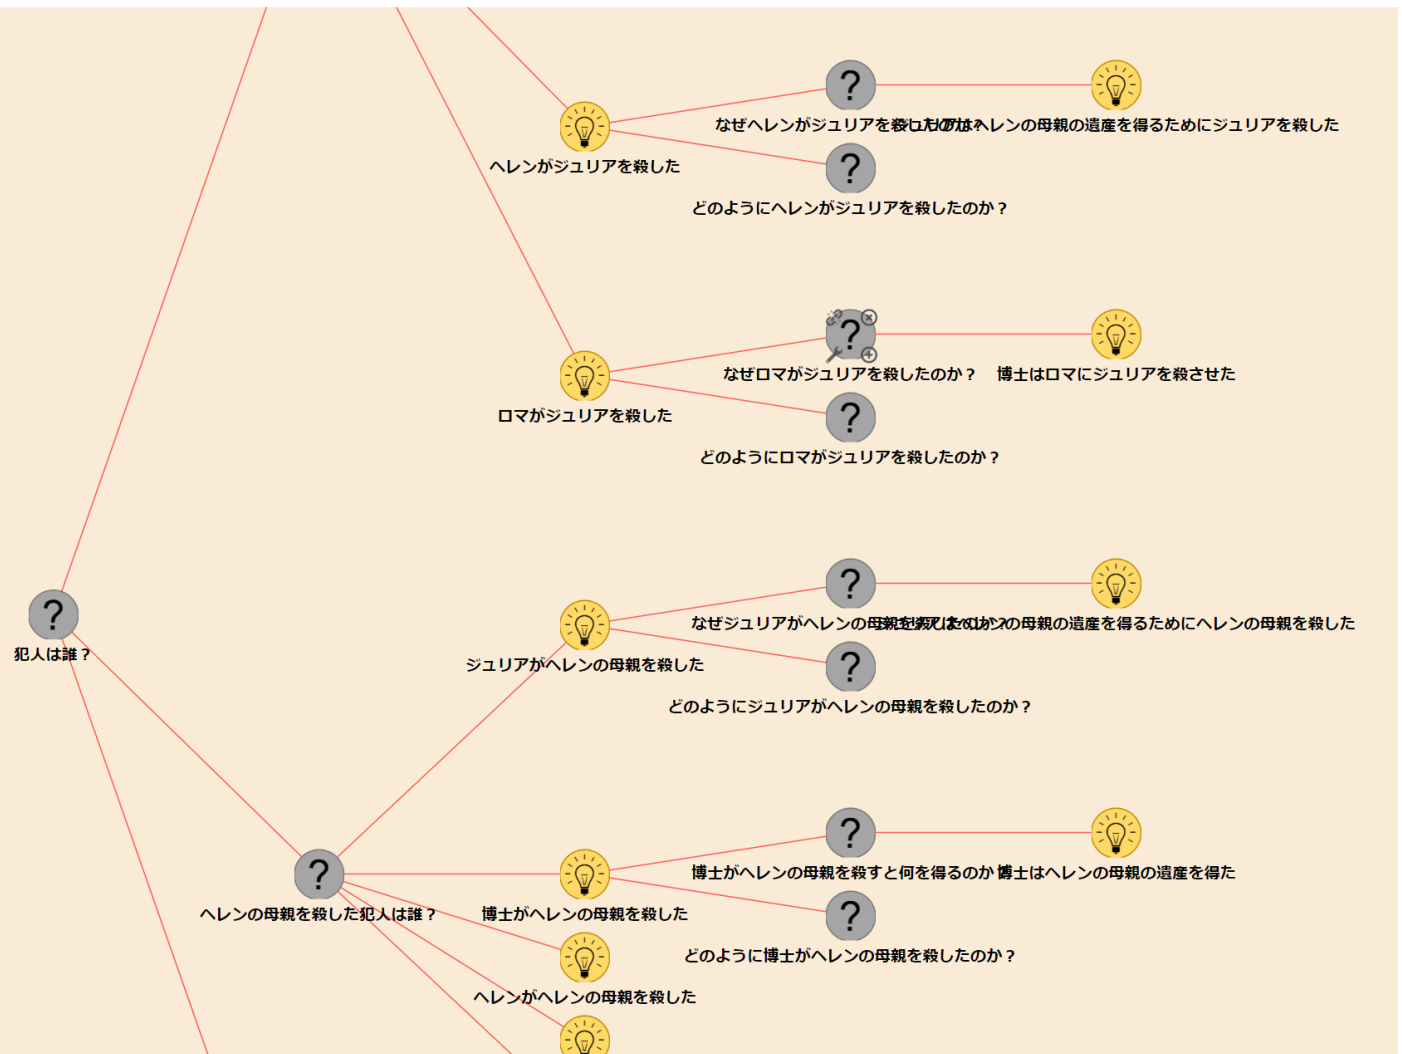 なぜヘレンがジュリアを殺したのか？
ヘレンの母親の遺産を得るためにジュリアを殺した
ヘレンがジュリアを殺した
どのようにヘレンがジュリアを殺したのか？
なぜロマがジュリアを殺したのか？
博士はロマにジュリアを殺させた
ロマがジュリアを殺した
どのようにロマがジュリアを殺したのか？
なぜジュリアがヘレンの母親を殺したのか？
の母親の遺産を得るためにヘレンの母親を殺した
犯人は誰？
ジュリアがヘレンの母親を殺した
どのようにジュリアがヘレンの母親を殺したのか？
博士がヘレンの母親を殺すと何を得るのか
博士はヘレンの母親の遺産を得た
ヘレンの母親を殺した犯人は誰？
博士がヘレンの母親を殺した
どのように博士がヘレンの母親を殺したのか？
ヘレンがヘレンの母親を殺した